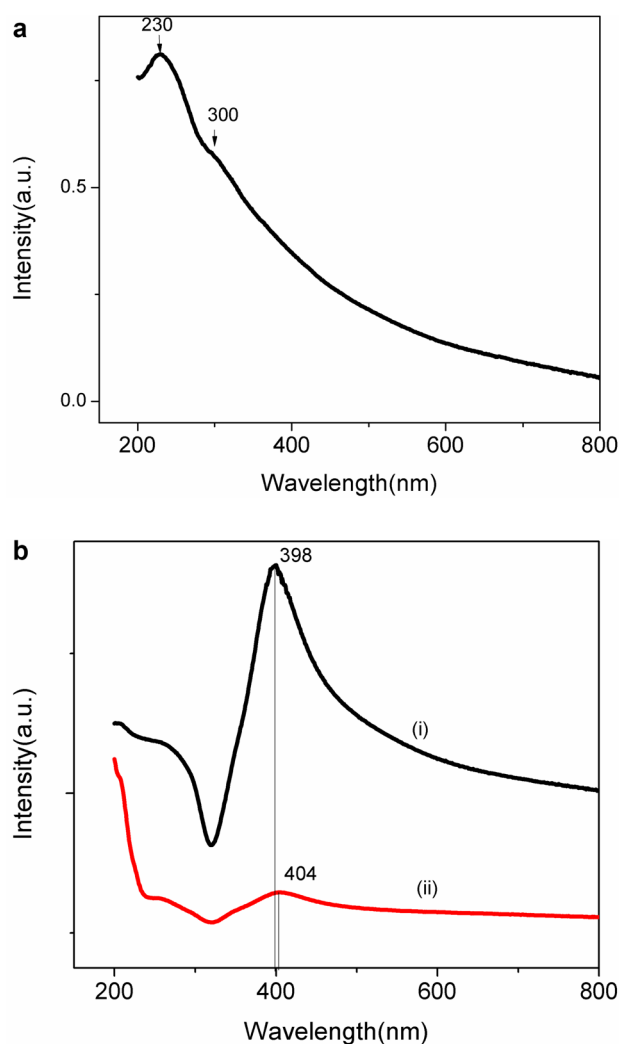 a
230
300
0.5
0.0
Intensity(a.u.)
200 400 600 800
Wavelength(nm)
b
398
(i)
404
(ii)
Intensity(a.u.)
200 400 600 800
Wavelength(nm)